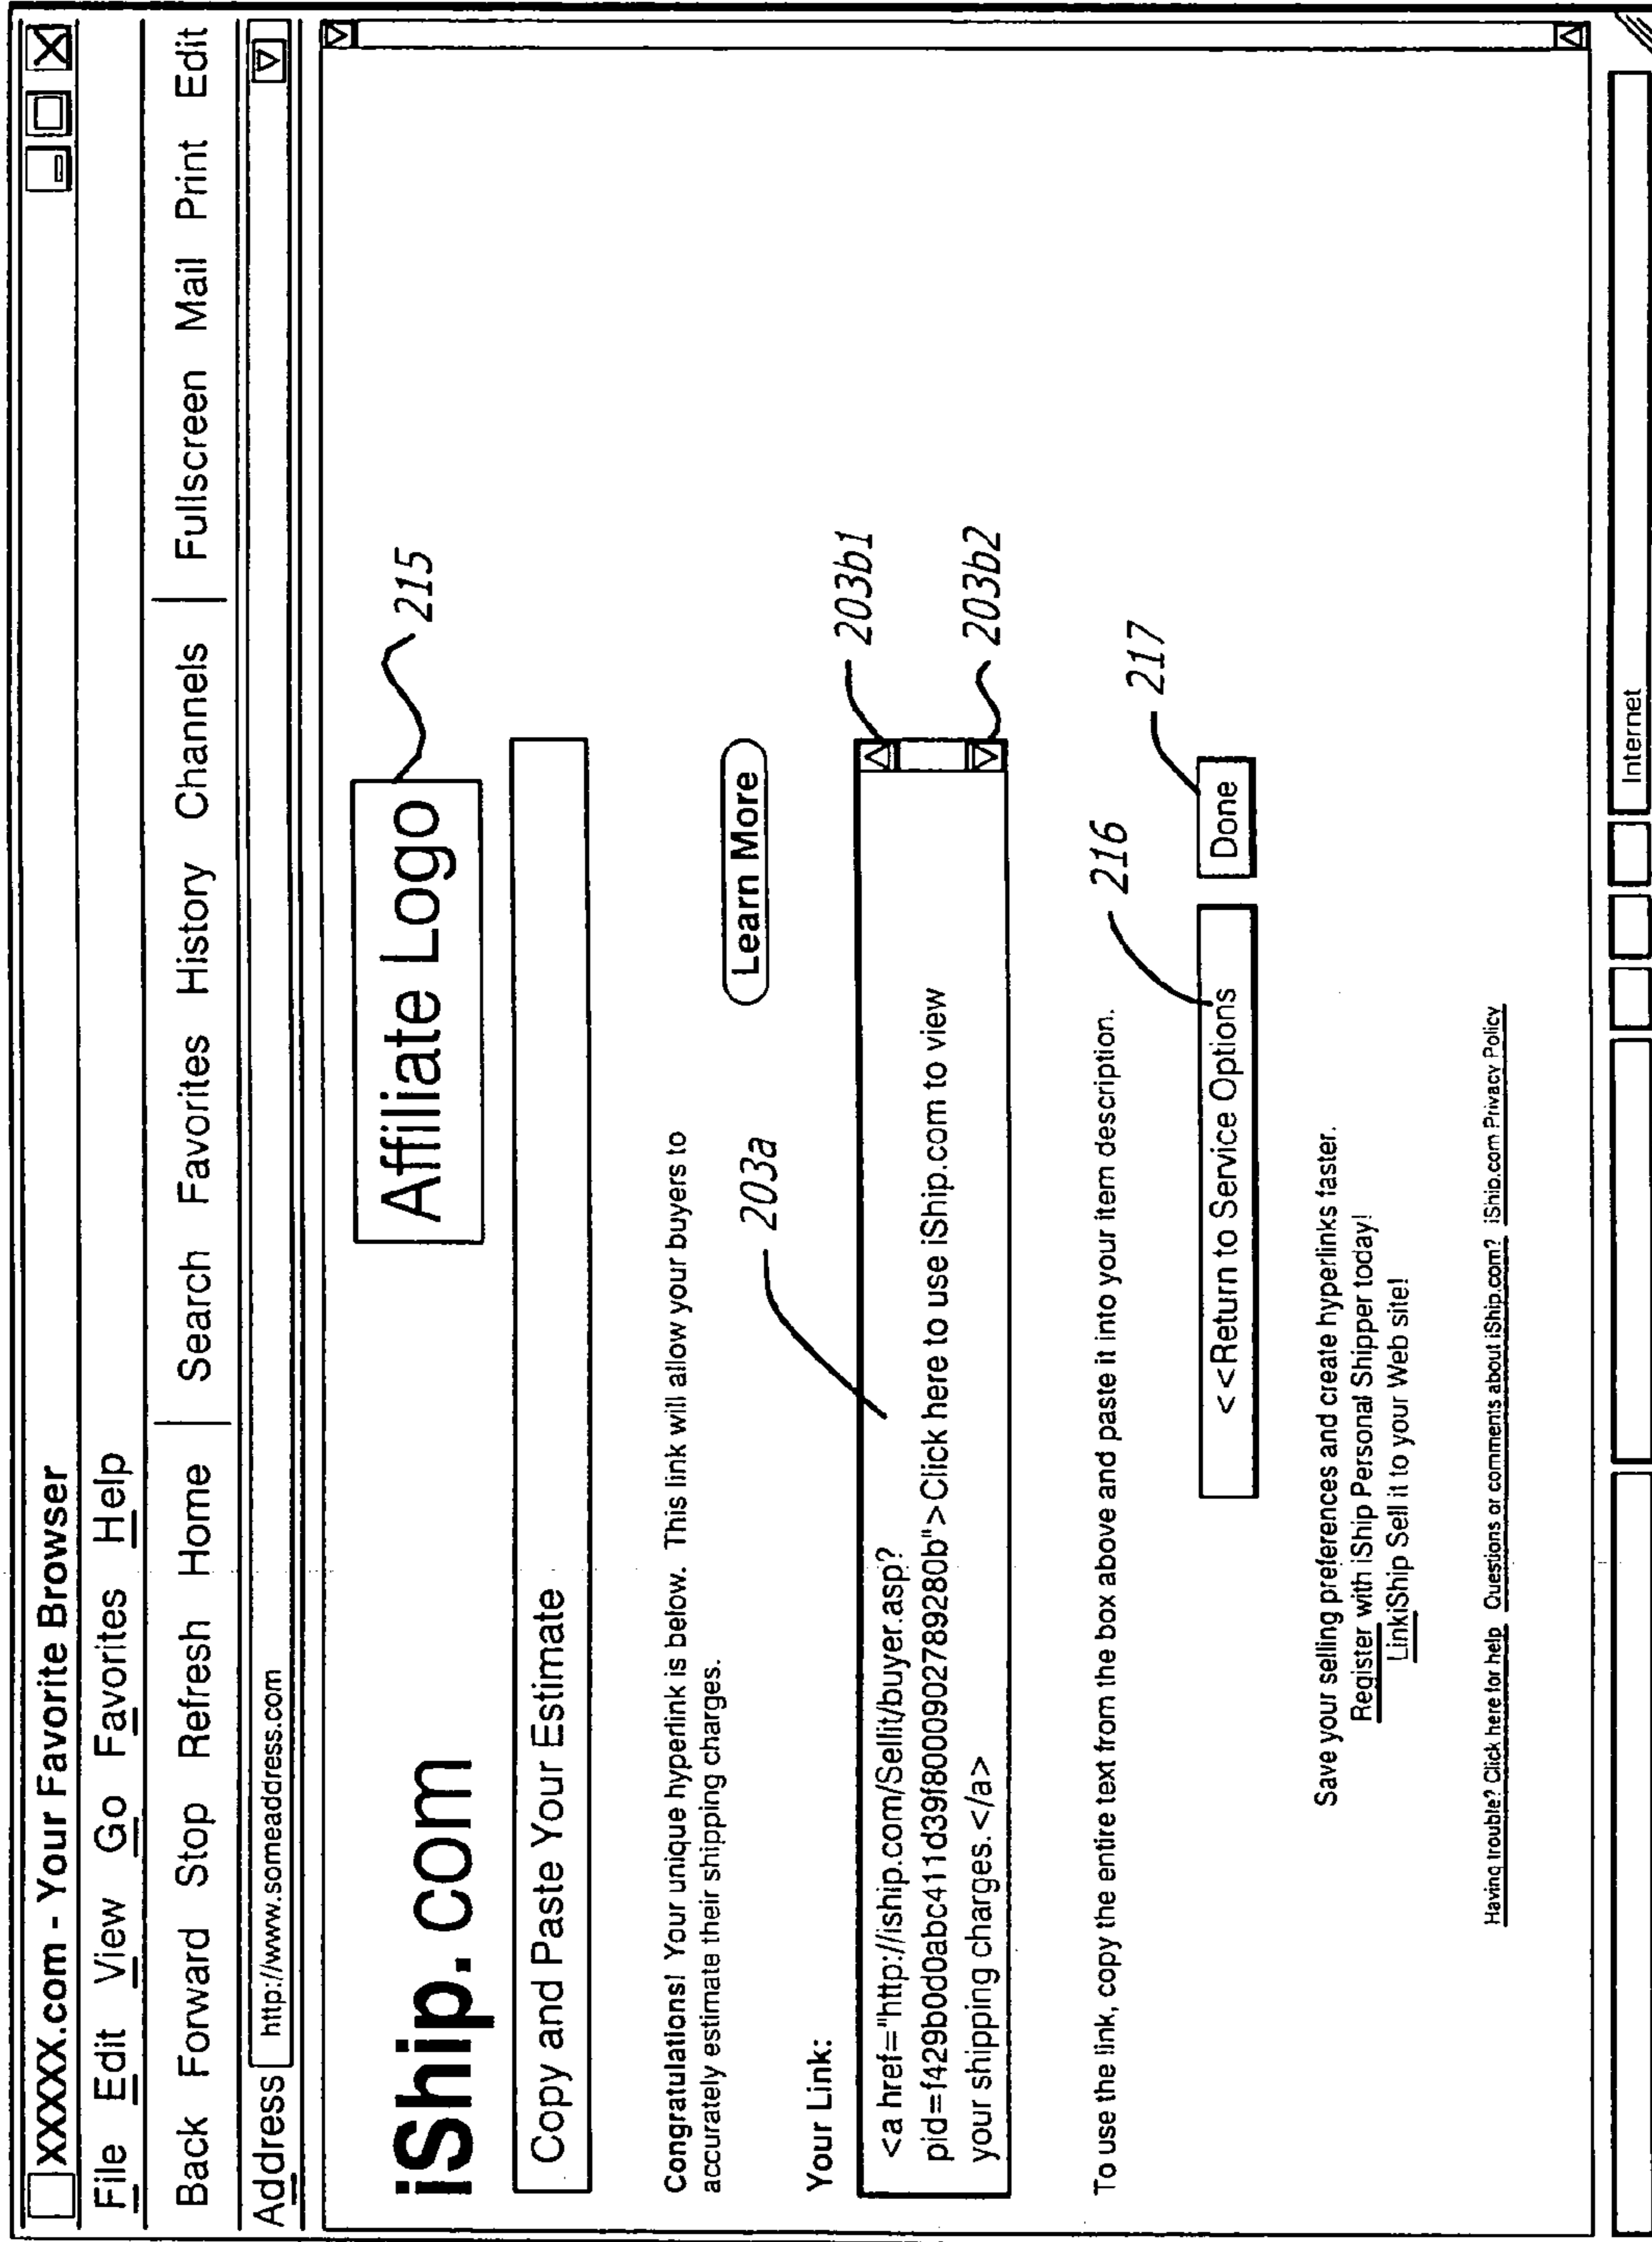 XXXXX.com - Your Favorite Browser
File Edit View Go Favorites Help
Back Forward Stop Refresh Home Search Favorites History Channels Fullscreen Mail Print Edit
Address http://www.someaddress.com
iShip.com
Affiliate Logo
215
Copy and Paste Your Estimate
Congratulations! Your unique hyperlink is below. This link will allow your buyers to
accurately estimate their shipping charges.
Learn More
203a
Your Link:
203b1
<a href="http://iship.com/Sellit/buyer.asp?
pid=f429b0d0abc411d39f8000902789280b">Click here to use iShip.com to view
your shipping charges.</a>
203b2
To use the link, copy the entire text from the box above and paste it into your item description.
216
217
<<Return to Service Options
Done
Save your selling preferences and create hyperlinks faster.
Register with iShip Personal Shipper today!
LinkiShip Sell it to your Web site!
Having trouble? Click here for help Questions or comments about iShip.com? iShip.com Privacy Policy
Internet